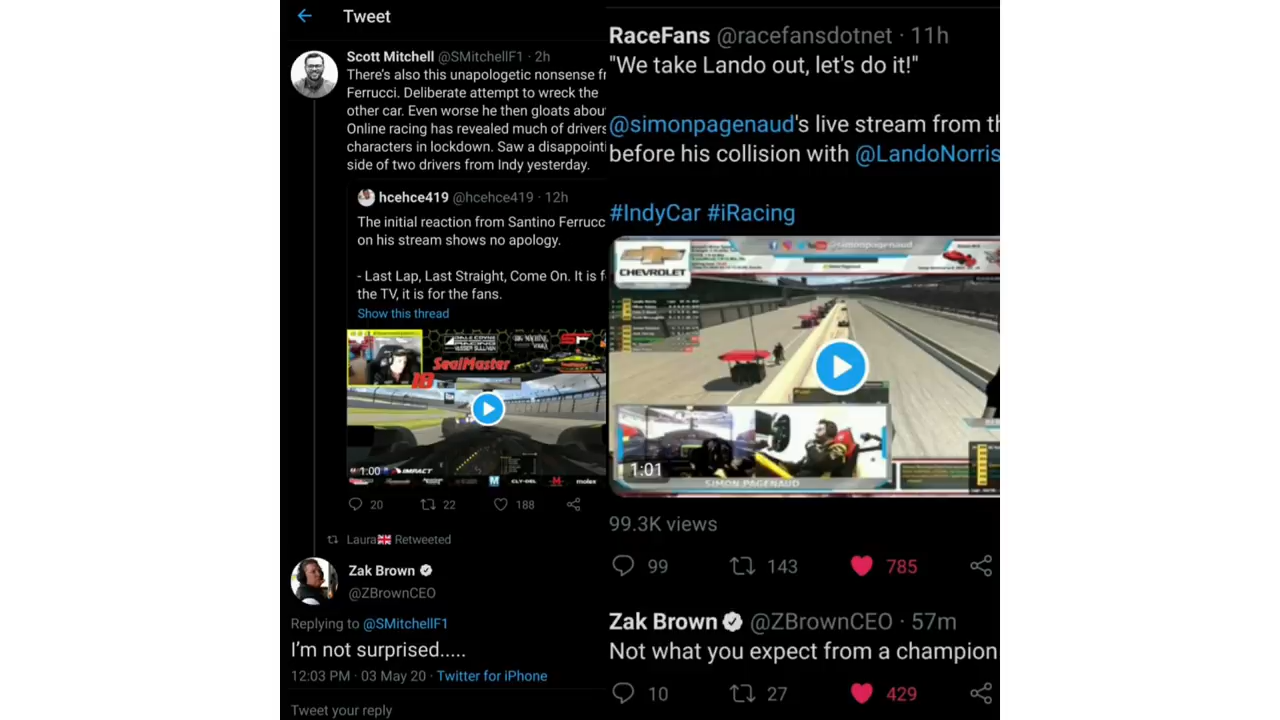 Tweet
Scott Mitchell @SMitchellF1 · 2h
There's also this unapologetic nonsense fr
Ferrucci. Deliberate attempt to wreck the
other car. Even worse he then gloats abou
Online racing has revealed much of drivers
characters in lockdown. Saw a disappointi
side of two drivers from Indy yesterday.
hcehce419 @hcehce419 · 12h
The initial reaction from Santino Ferrucc
on his stream shows no apology.
- Last Lap, Last Straight, Come On. It is f
the TV, it is for the fans.
Show this thread
SealMaster
18
1:00
IMPACT
molex
20 22 188
Laura Retweeted
Zak Brown
@ZBrownCEO
Replying to @SMitchellF1
I'm not surprised.....
12:03 PM · 03 May 20 · Twitter for iPhone
Tweet your reply
RaceFans @racefansdotnet · 11h
"We take Lando out, let's do it!"
@simonpagenaud's live stream from th
before his collision with @LandoNorris
#IndyCar #iRacing
@simonpagenaud
CHEVROLET
1:01
SIMON PAGENAUD
99.3K views
99 143 785
Zak Brown @ZBrownCEO · 57m
Not what you expect from a champion
10 27 429